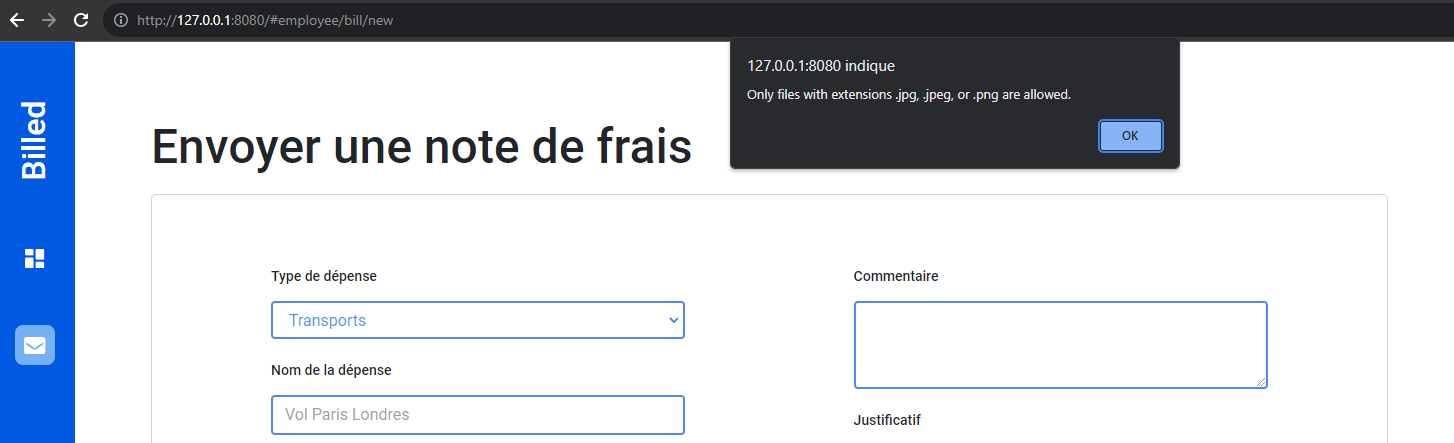 http://127.0.0.1:8080/#employee/bill/new
127.0.0.1:8080 indique
Only files with extensions .jpg, .jpeg, or .png are allowed.
OK
Billed
Envoyer une note de frais
Type de dépense
Transports
Nom de la dépense
Vol Paris Londres
Commentaire
Justificatif